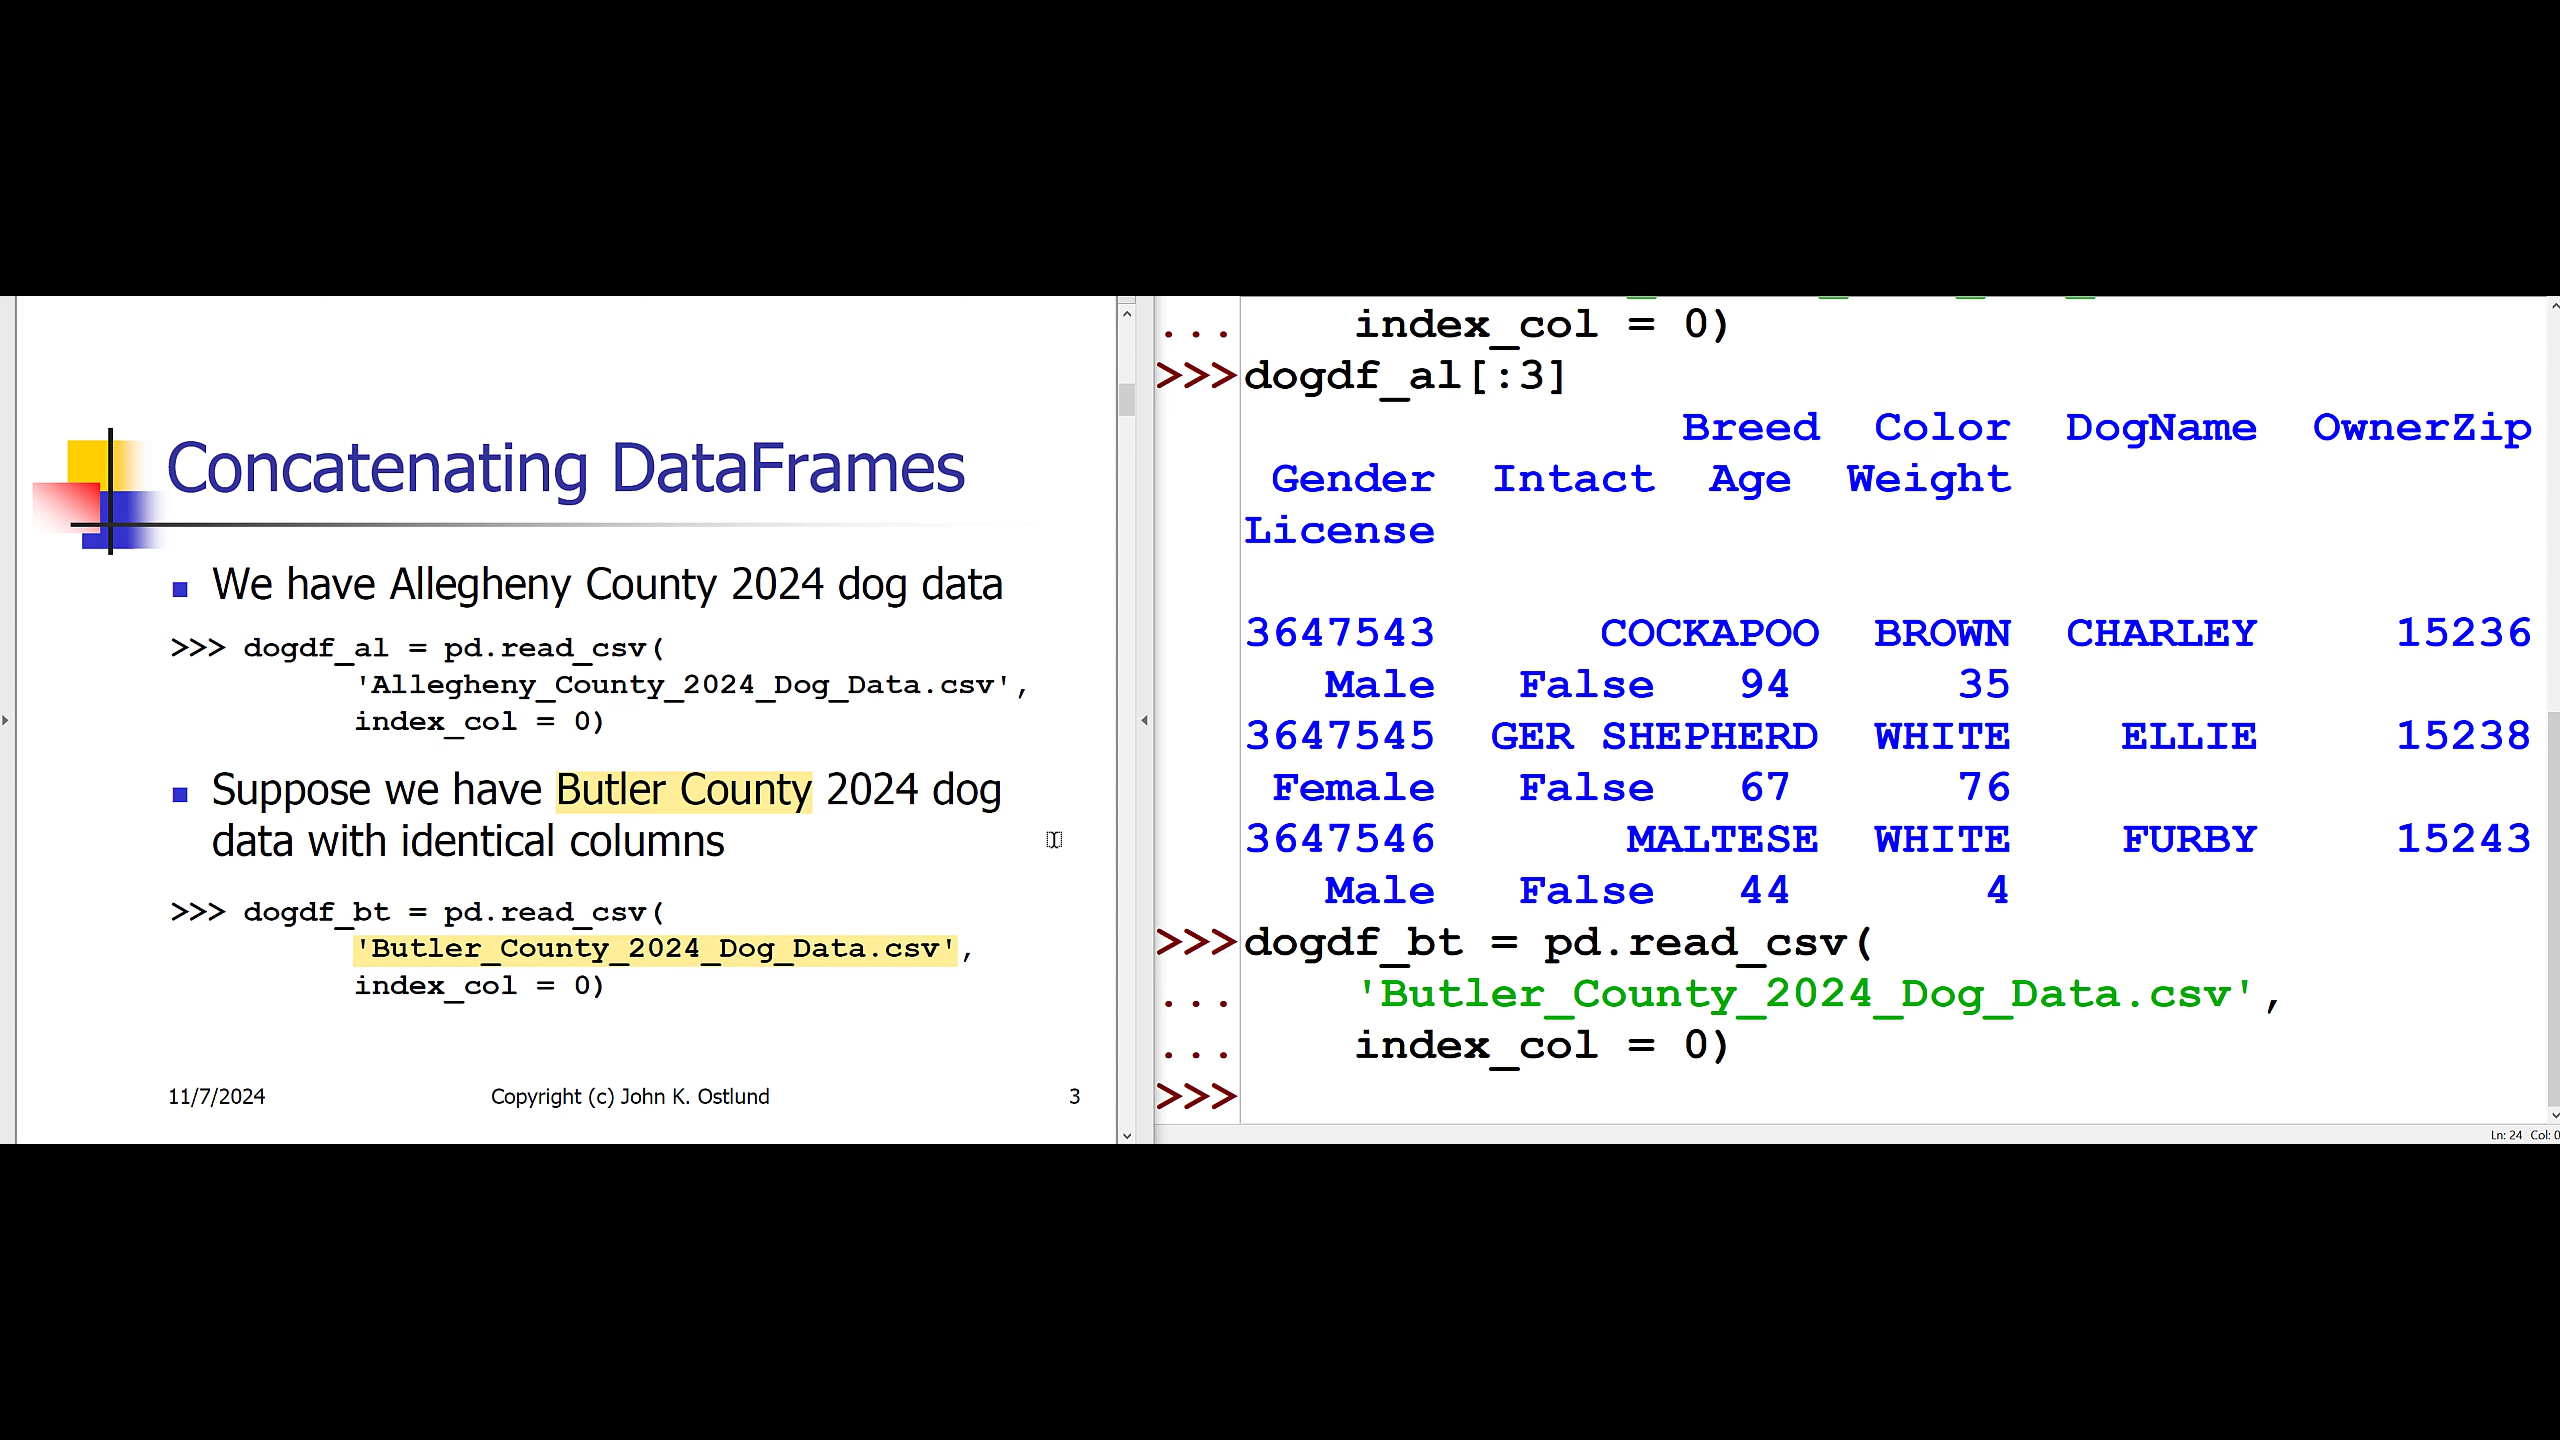 Concatenating DataFrames
We have Allegheny County 2024 dog data
>>> dogdf_al = pd.read_csv(
'Allegheny_County_2024_Dog_Data.csv',
index_col = 0)
Suppose we have Butler County 2024 dog
data with identical columns
>>> dogdf_bt = pd.read_csv(
'Butler_County_2024_Dog_Data.csv',
index_col = 0)
11/7/2024 Copyright (c) John K. Ostlund 3
... index_col = 0)
>>> dogdf_al[:3]
Breed Color DogName OwnerZip
Gender Intact Age Weight
License
3647543 COCKAPOO BROWN CHARLEY 15236
Male False 94 35
3647545 GER SHEPHERD WHITE ELLIE 15238
Female False 67 76
3647546 MALTESE WHITE FURBY 15243
Male False 44 4
>>> dogdf_bt = pd.read_csv(
... 'Butler_County_2024_Dog_Data.csv',
... index_col = 0)
>>>
Ln: 24 Col: 0